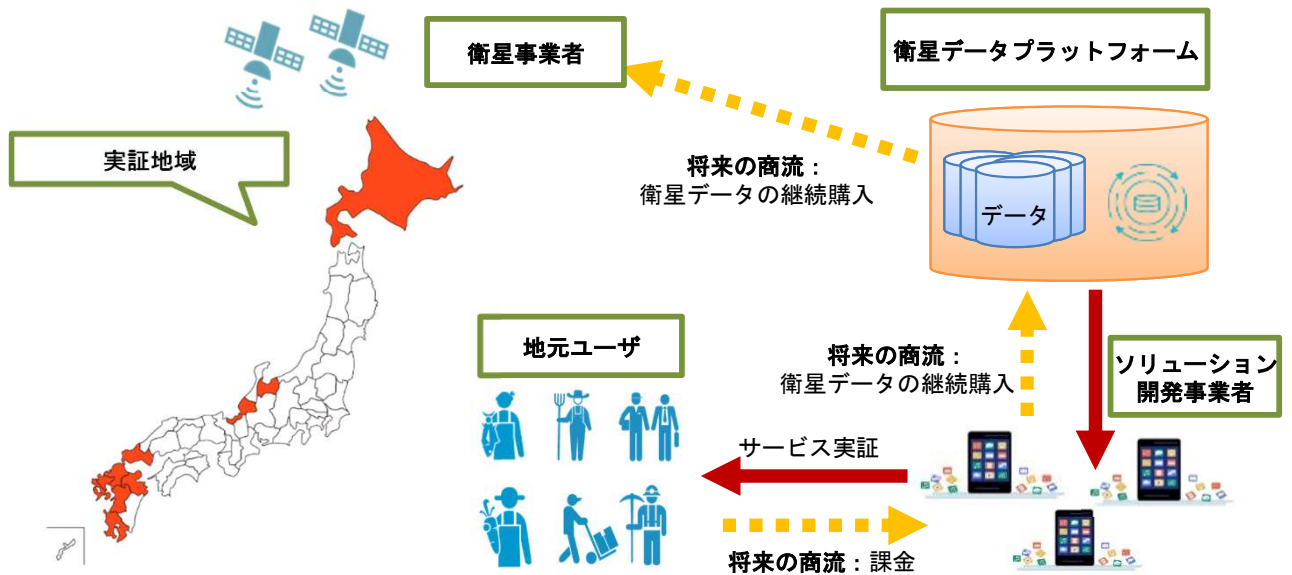 衛星事業者
衛星データプラットフォーム
実証地域
将来の商流：
衛星データの継続購入
データ
地元ユーザ
将来の商流：
衛星データの継続購入
ソリューション
開発事業者
サービス実証
将来の商流：課金